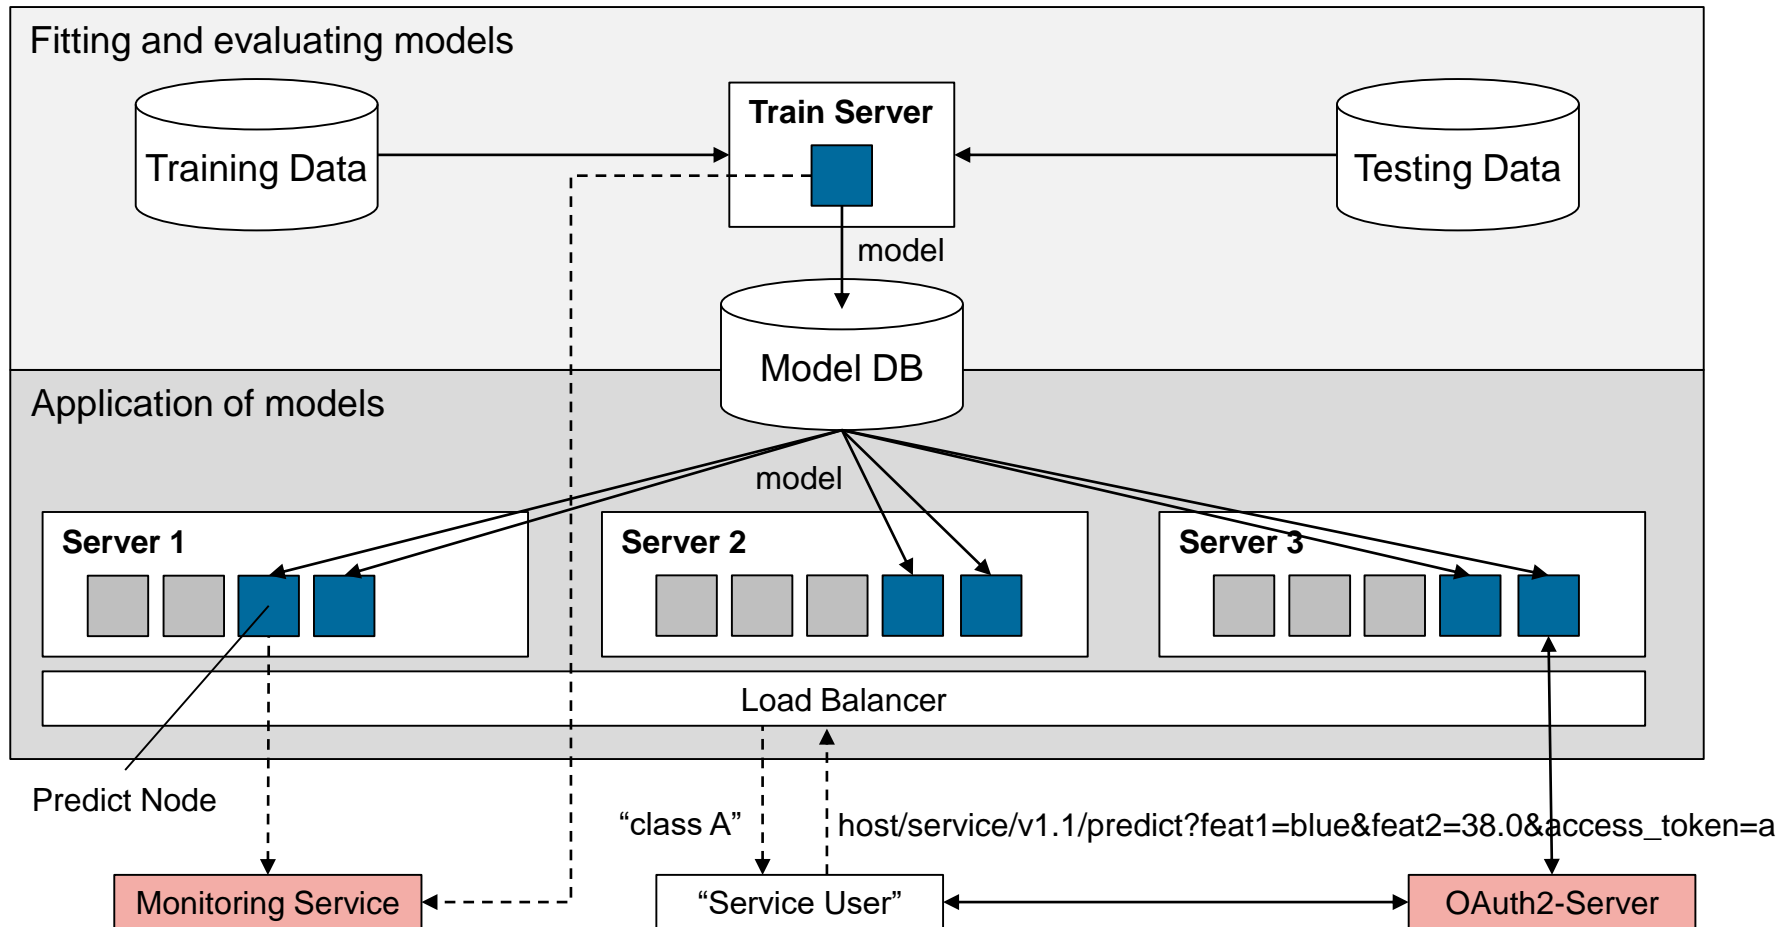 Fitting and evaluating models
Training Data
Train Server
Testing Data
model
Model DB
Application of models
model
Server 1
Server 2
Server 3
Load Balancer
Predict Node
“class A”
host/service/v1.1/predict?feat1=blue&feat2=38.0&access_token=a
Monitoring Service
“Service User”
OAuth2-Server